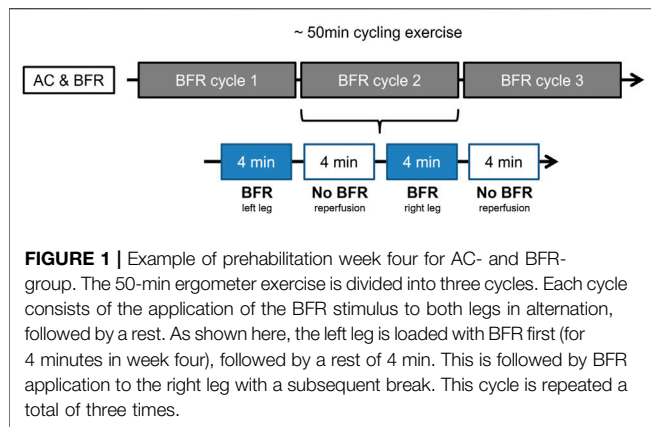 ~ 50min cycling exercise
AC & BFR
BFR cycle 1
BFR cycle 2
BFR cycle 3
4 min
4 min
4 min
4 min
BFR
No BFR
BFR
No BFR
left leg
reperfusion
right leg
reperfusion
FIGURE 1 | Example of prehabilitation week four for AC- and BFR-
group. The 50-min ergometer exercise is divided into three cycles. Each cycle
consists of the application of the BFR stimulus to both legs in alternation,
followed by a rest. As shown here, the left leg is loaded with BFR first (for
4 minutes in week four), followed by a rest of 4 min. This is followed by BFR
application to the right leg with a subsequent break. This cycle is repeated a
total of three times.